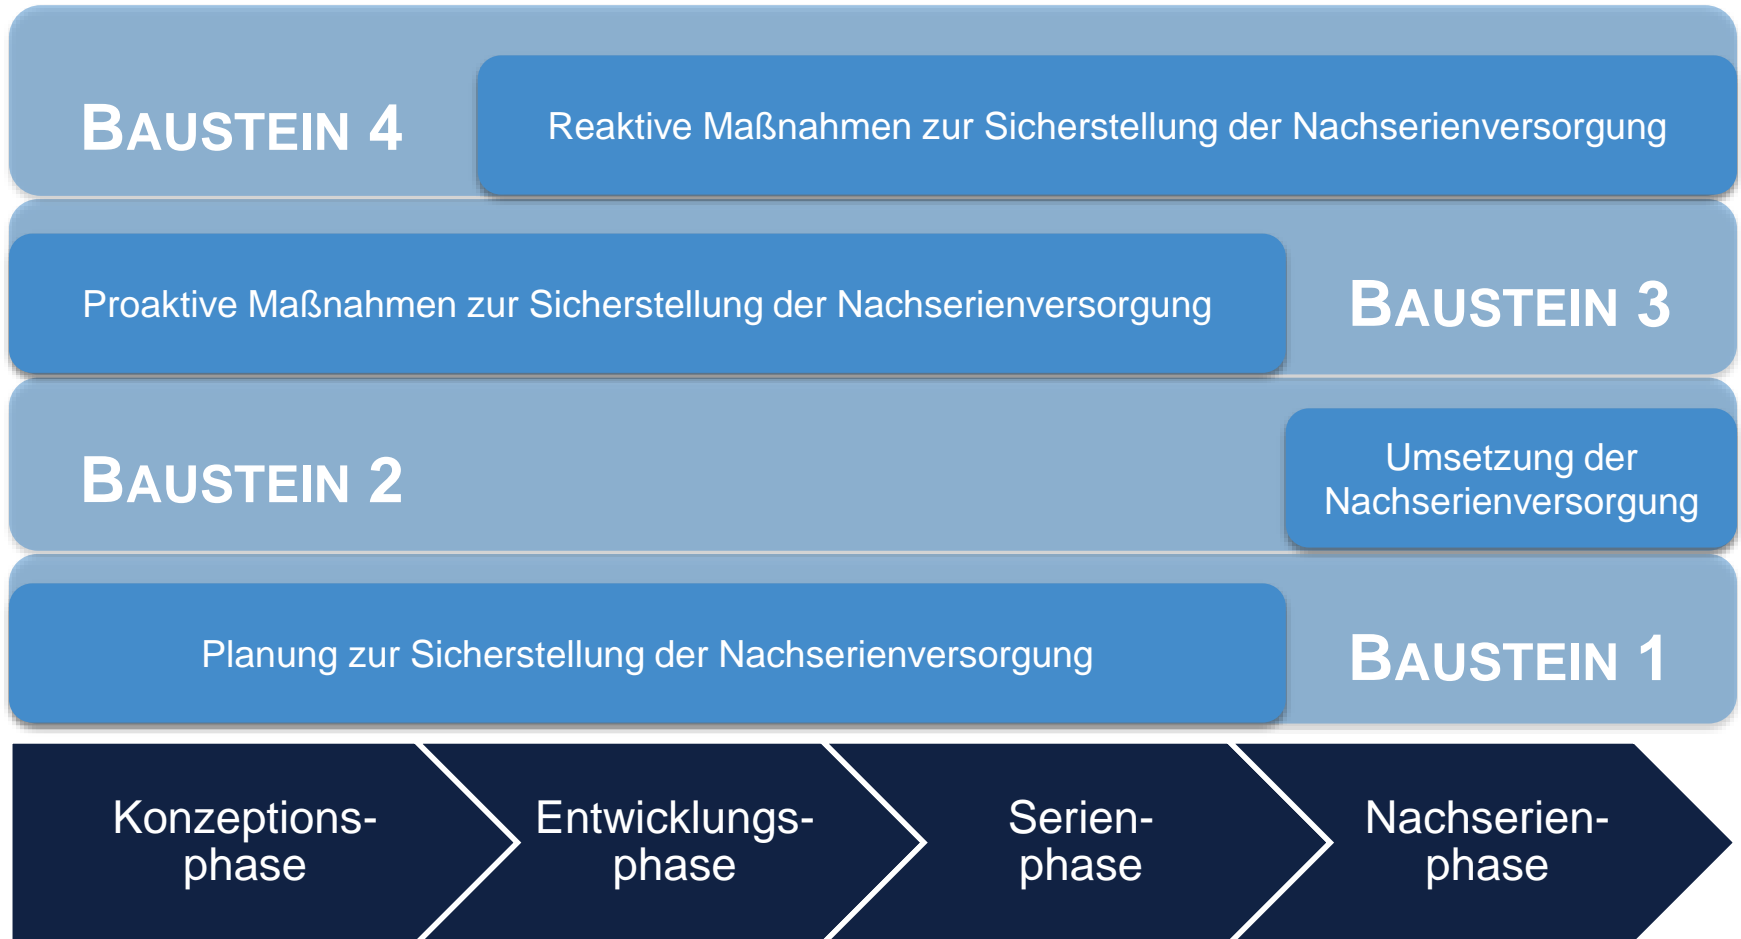 BAUSTEIN 4
Reaktive Maßnahmen zur Sicherstellung der Nachserienversorgung
Proaktive Maßnahmen zur Sicherstellung der Nachserienversorgung
BAUSTEIN 3
BAUSTEIN 2
Umsetzung der
Nachserienversorgung
Planung zur Sicherstellung der Nachserienversorgung
BAUSTEIN 1
Konzeptions-
phase
Entwicklungs-
phase
Serien-
phase
Nachserien-
phase